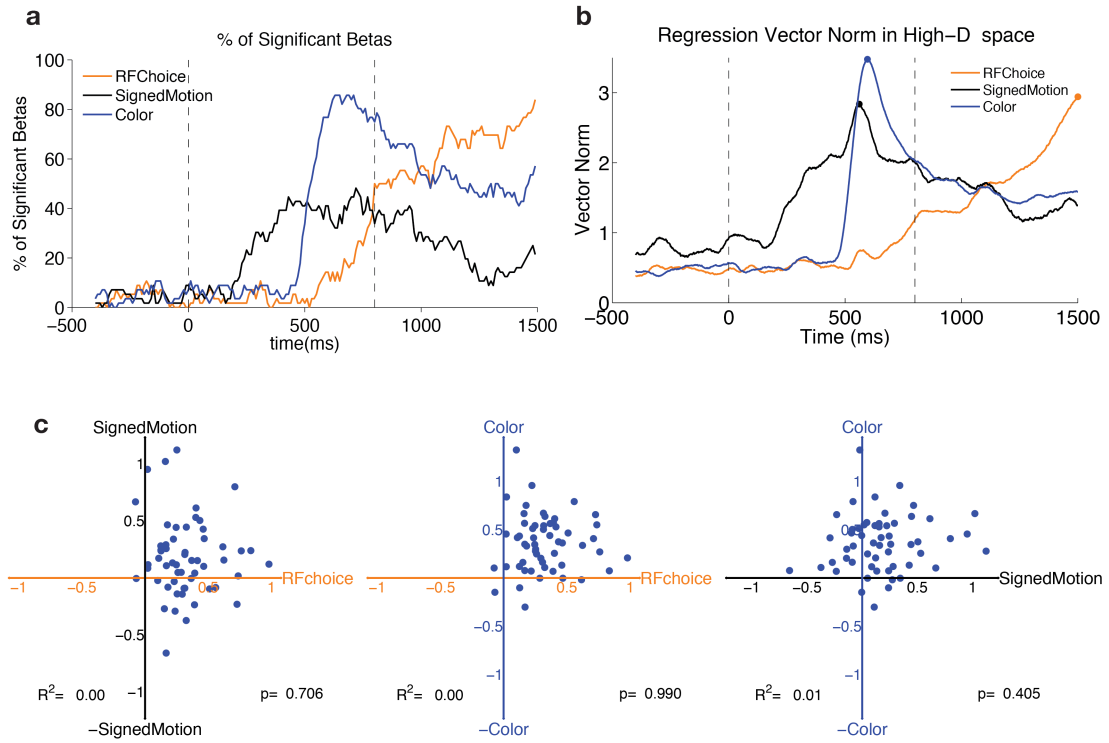 a
% of Significant Betas
100
80
60
40
20
0
% of Significant Betas
RFChoice
SignedMotion
Color
−500
0
500
1000
1500
time(ms)
b
Regression Vector Norm in High−D space
3
2
1
0
Vector Norm
RFChoice
SignedMotion
Color
−500
0
500
1000
1500
Time (ms)
c
SignedMotion
1
0.5
−1
−0.5
0.5
1
RFchoice
−0.5
−1
R2= 0.00
p= 0.706
−SignedMotion
Color
1
0.5
−1
−0.5
0.5
1
RFchoice
−0.5
−1
R2= 0.00
p= 0.990
−Color
Color
1
0.5
−1
−0.5
0.5
1
SignedMotion
−0.5
−1
R2= 0.01
p= 0.405
−Color